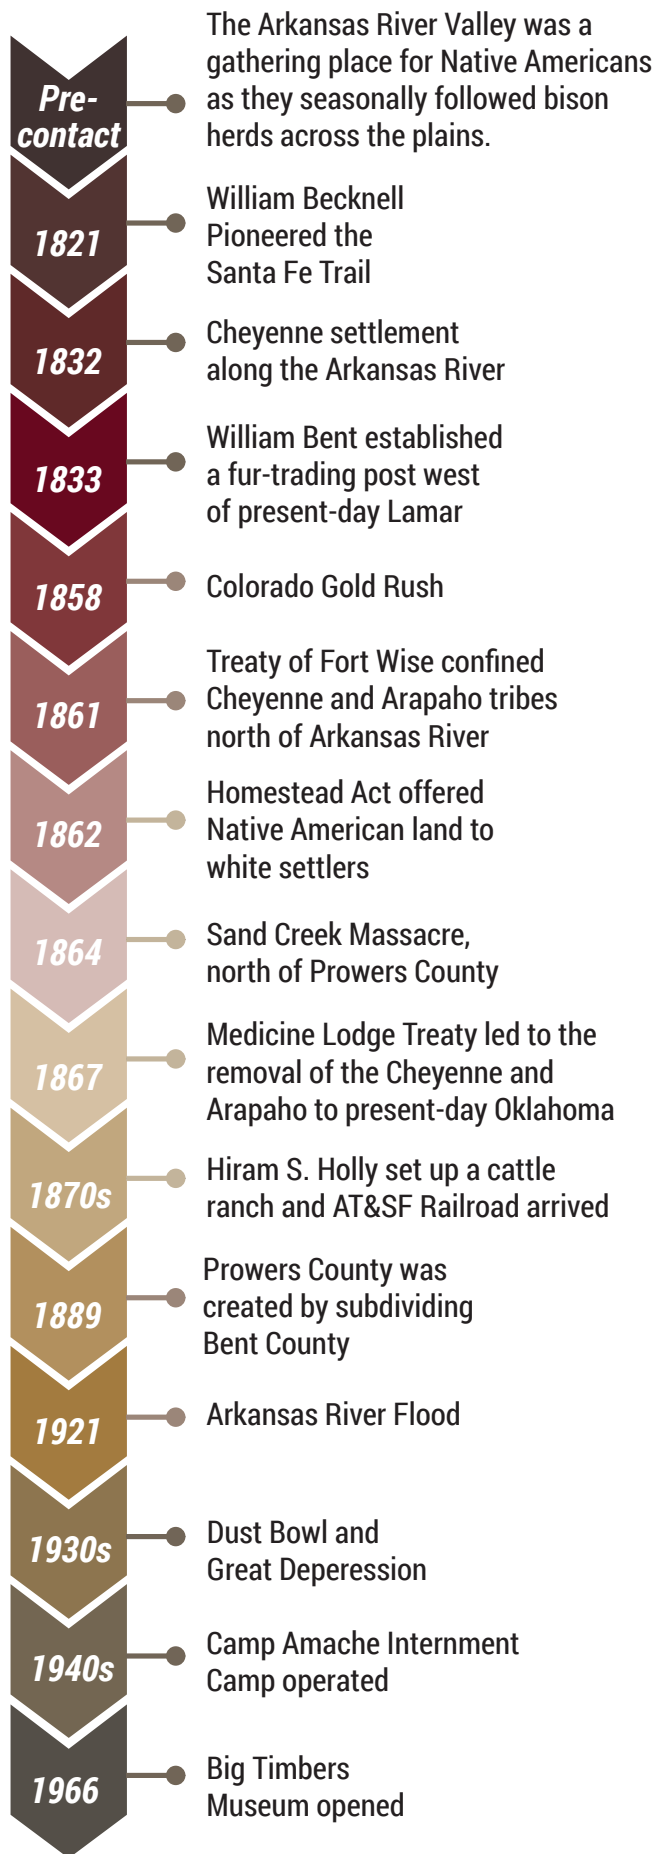 Pre-
contact
The Arkansas River Valley was a
gathering place for Native Americans
as they seasonally followed bison
herds across the plains.
1821
William Becknell
Pioneered the
Santa Fe Trail
1832
Cheyenne settlement
along the Arkansas River
1833
William Bent established
a fur-trading post west
of present-day Lamar
1858
Colorado Gold Rush
1861
Treaty of Fort Wise confined
Cheyenne and Arapaho tribes
north of Arkansas River
1862
Homestead Act offered
Native American land to
white settlers
1864
Sand Creek Massacre,
north of Prowers County
1867
Medicine Lodge Treaty led to the
removal of the Cheyenne and
Arapaho to present-day Oklahoma
1870s
Hiram S. Holly set up a cattle
ranch and AT&SF Railroad arrived
1889
Prowers County was
created by subdividing
Bent County
1921
Arkansas River Flood
1930s
Dust Bowl and
Great Deperession
1940s
Camp Amache Internment
Camp operated
1966
Big Timbers
Museum opened